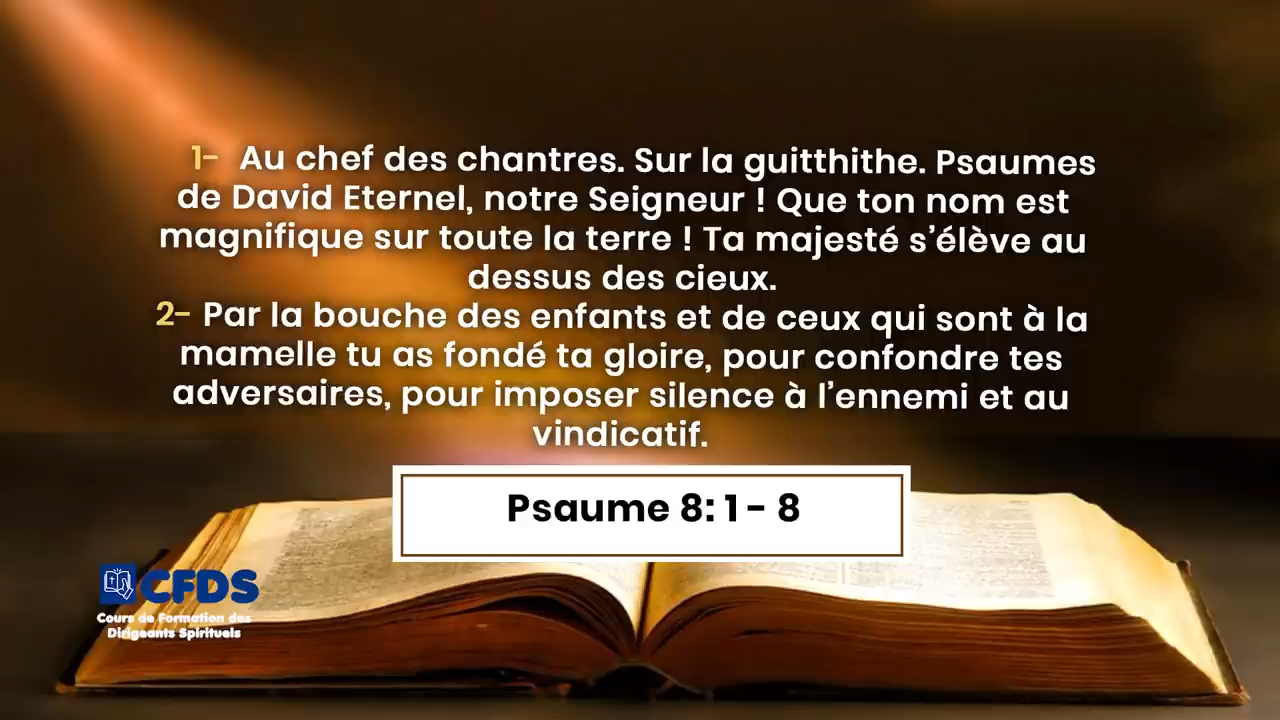 1- Au chef des chantres. Sur la guitthithe. Psaumes
de David Eternel, notre Seigneur ! Que ton nom est
magnifique sur toute la terre ! Ta majesté s’élève au
dessus des cieux.
2- Par la bouche des enfants et de ceux qui sont à la
mamelle tu as fondé ta gloire, pour confondre tes
adversaires, pour imposer silence à l’ennemi et au
vindicatif.
Psaume 8: 1 - 8
CFDS
Cours de Formation des
Dirigeants Spirituels